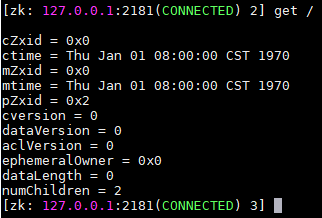 [zk: 127.0.0.1:2181(CONNECTED) 2] get /
cZxid = 0x0
ctime = Thu Jan 01 08:00:00 CST 1970
mZxid = 0x0
mtime = Thu Jan 01 08:00:00 CST 1970
pZxid = 0x2
cversion = 0
dataVersion = 0
aclVersion = 0
ephemeralOwner = 0x0
dataLength = 0
numChildren = 2
[zk: 127.0.0.1:2181(CONNECTED) 3]